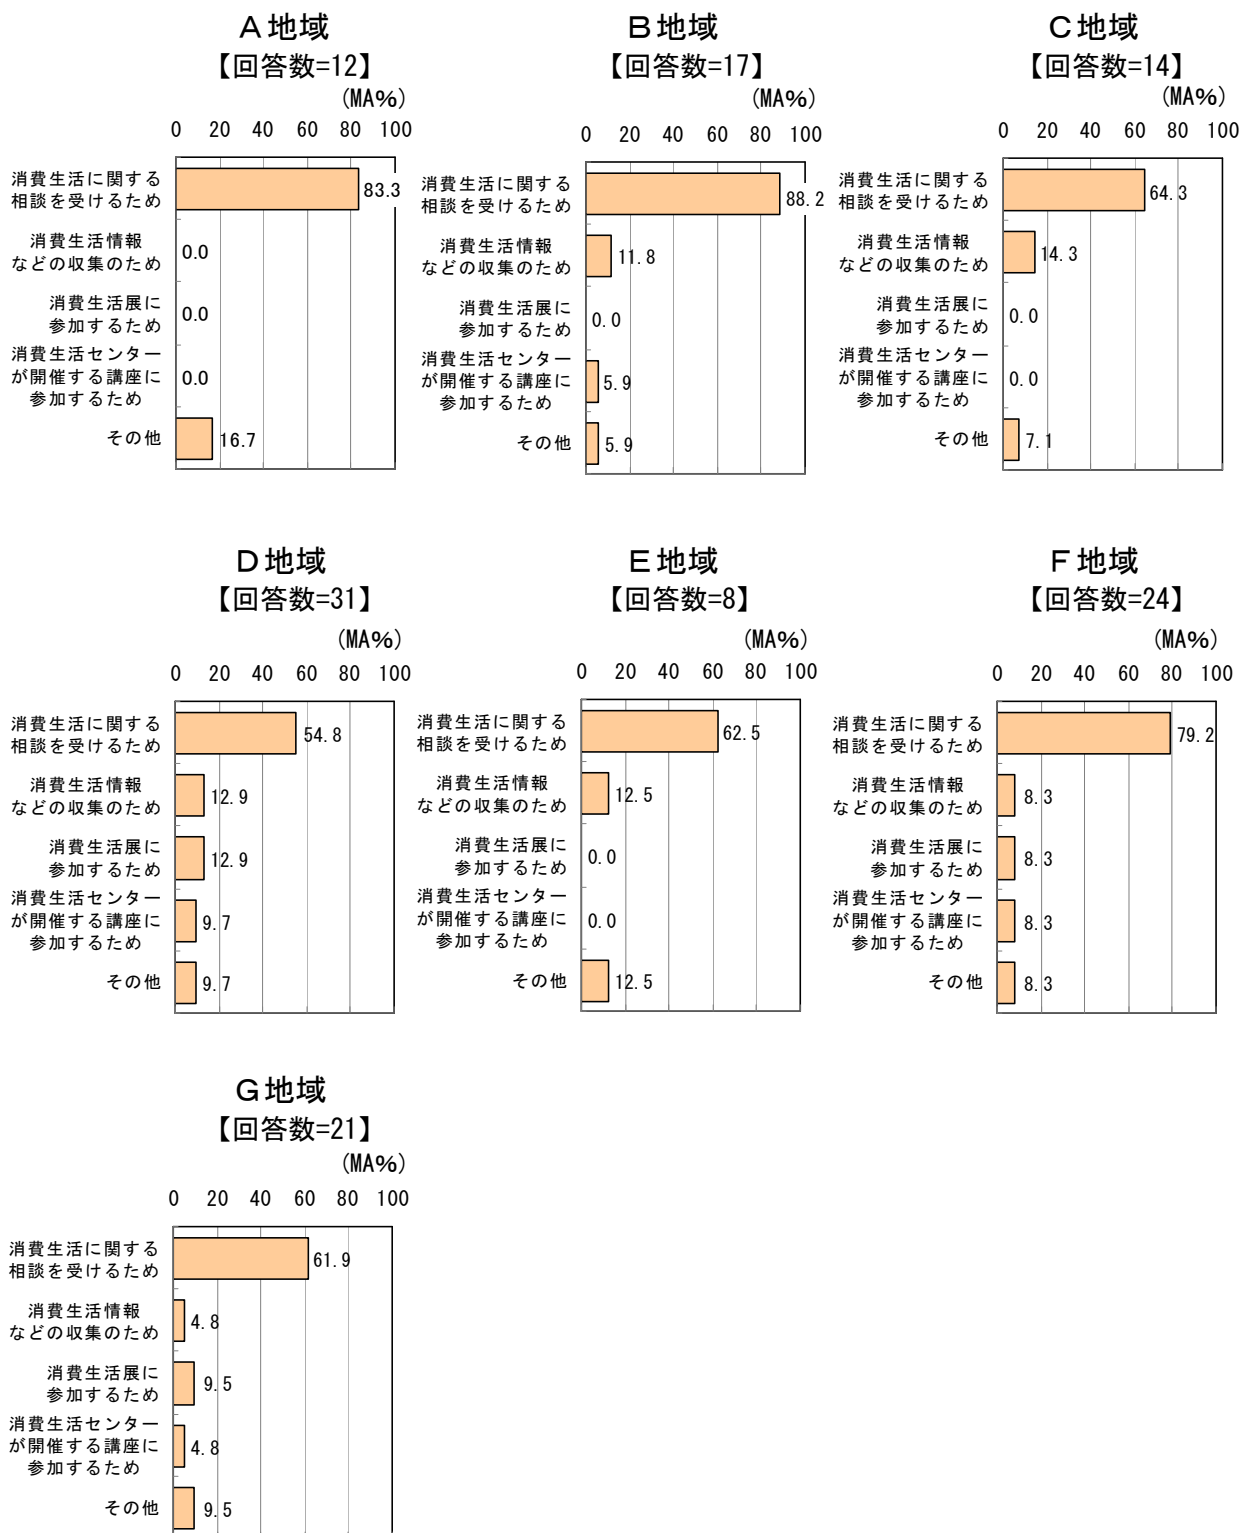 A地域
【回答数=12】
(MA%)
0 20 40 60 80 100
消費生活に関する
相談を受けるため
83.3
消費生活情報
などの収集のため
0.0
消費生活展に
参加するため
0.0
消費生活センター
が開催する講座に
参加するため
0.0
その他
16.7
B地域
【回答数=17】
(MA%)
0 20 40 60 80 100
消費生活に関する
相談を受けるため
88.2
消費生活情報
などの収集のため
11.8
消費生活展に
参加するため
0.0
消費生活センター
が開催する講座に
参加するため
5.9
その他
5.9
C地域
【回答数=14】
(MA%)
0 20 40 60 80 100
消費生活に関する
相談を受けるため
64.3
消費生活情報
などの収集のため
14.3
消費生活展に
参加するため
0.0
消費生活センター
が開催する講座に
参加するため
0.0
その他
7.1
D地域
【回答数=31】
(MA%)
0 20 40 60 80 100
消費生活に関する
相談を受けるため
54.8
消費生活情報
などの収集のため
12.9
消費生活展に
参加するため
12.9
消費生活センター
が開催する講座に
参加するため
9.7
その他
9.7
E地域
【回答数=8】
(MA%)
0 20 40 60 80 100
消費生活に関する
相談を受けるため
62.5
消費生活情報
などの収集のため
12.5
消費生活展に
参加するため
0.0
消費生活センター
が開催する講座に
参加するため
0.0
その他
12.5
F地域
【回答数=24】
(MA%)
0 20 40 60 80 100
消費生活に関する
相談を受けるため
79.2
消費生活情報
などの収集のため
8.3
消費生活展に
参加するため
8.3
消費生活センター
が開催する講座に
参加するため
8.3
その他
8.3
G地域
【回答数=21】
(MA%)
0 20 40 60 80 100
消費生活に関する
相談を受けるため
61.9
消費生活情報
などの収集のため
4.8
消費生活展に
参加するため
9.5
消費生活センター
が開催する講座に
参加するため
4.8
その他
9.5